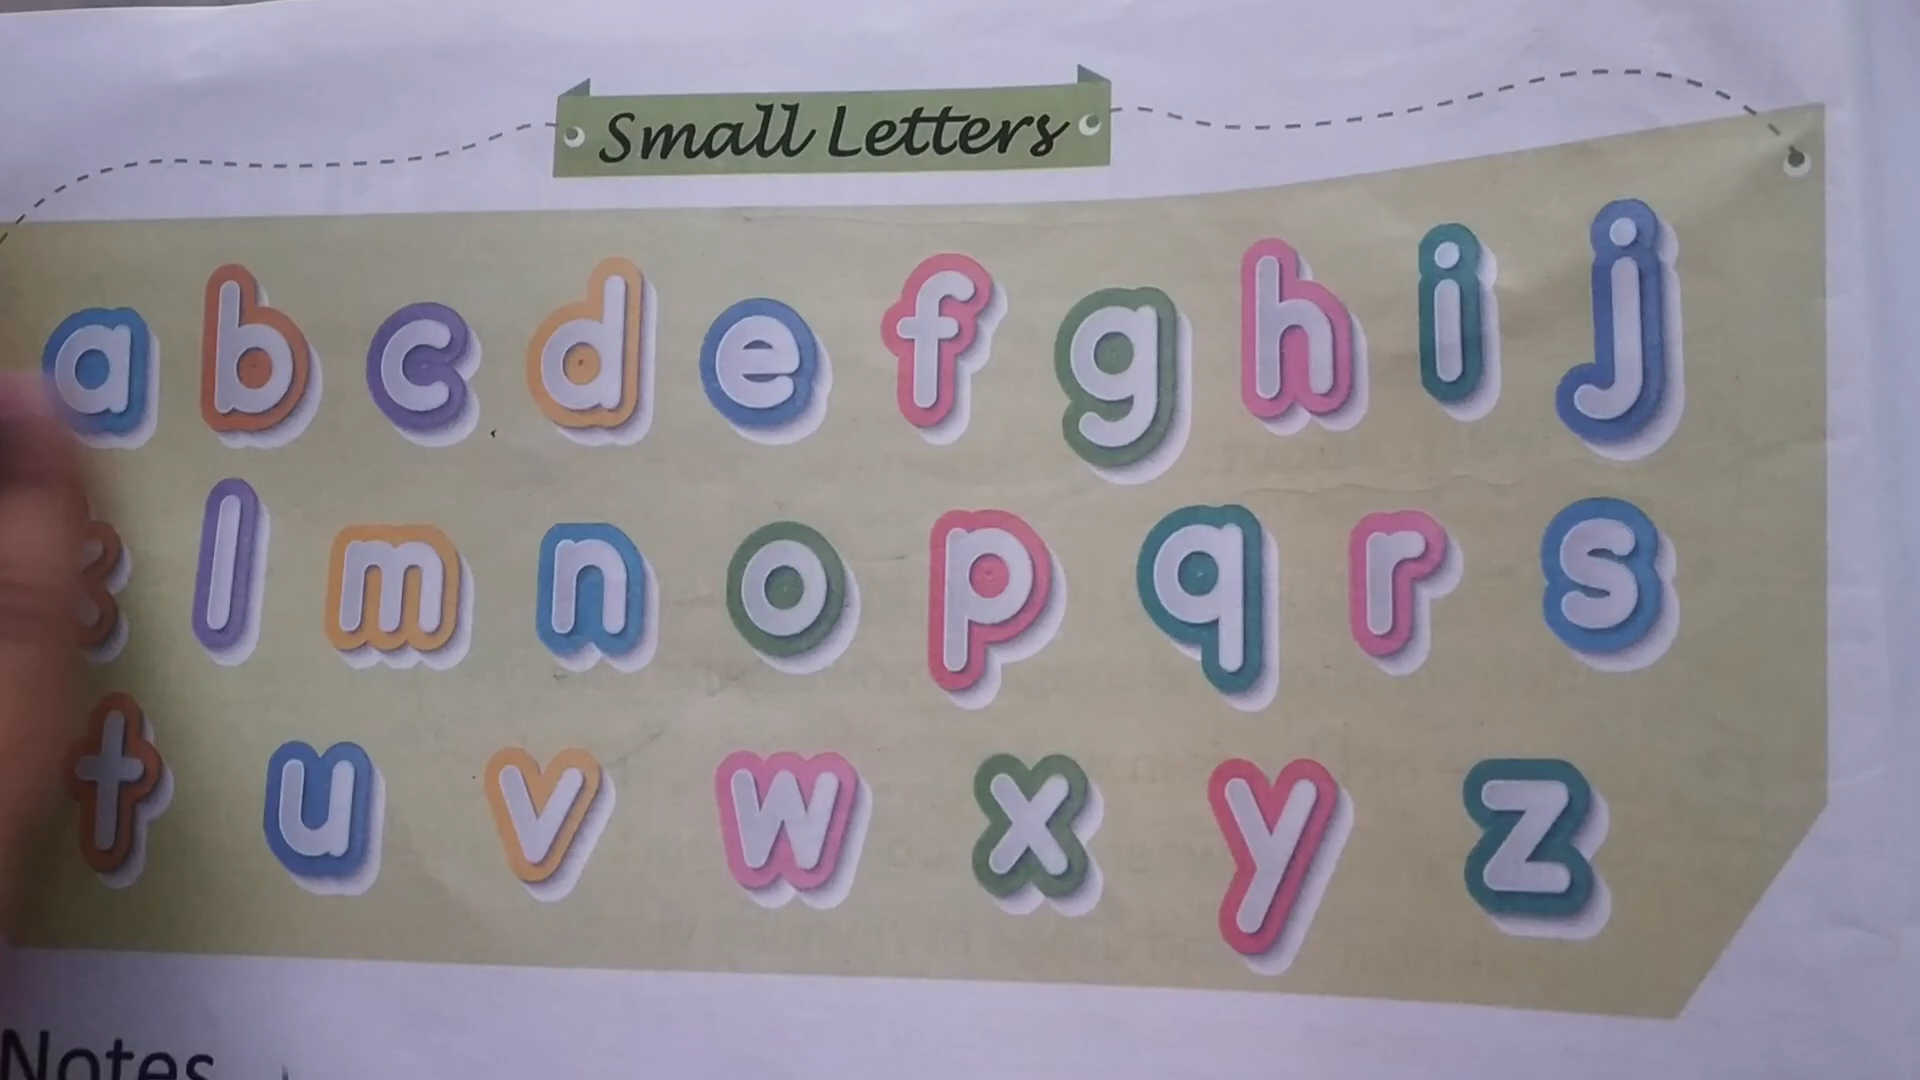 Small Letters
a b c d e f g h i j
l m n o p q r s
t u v w x y z
Notes